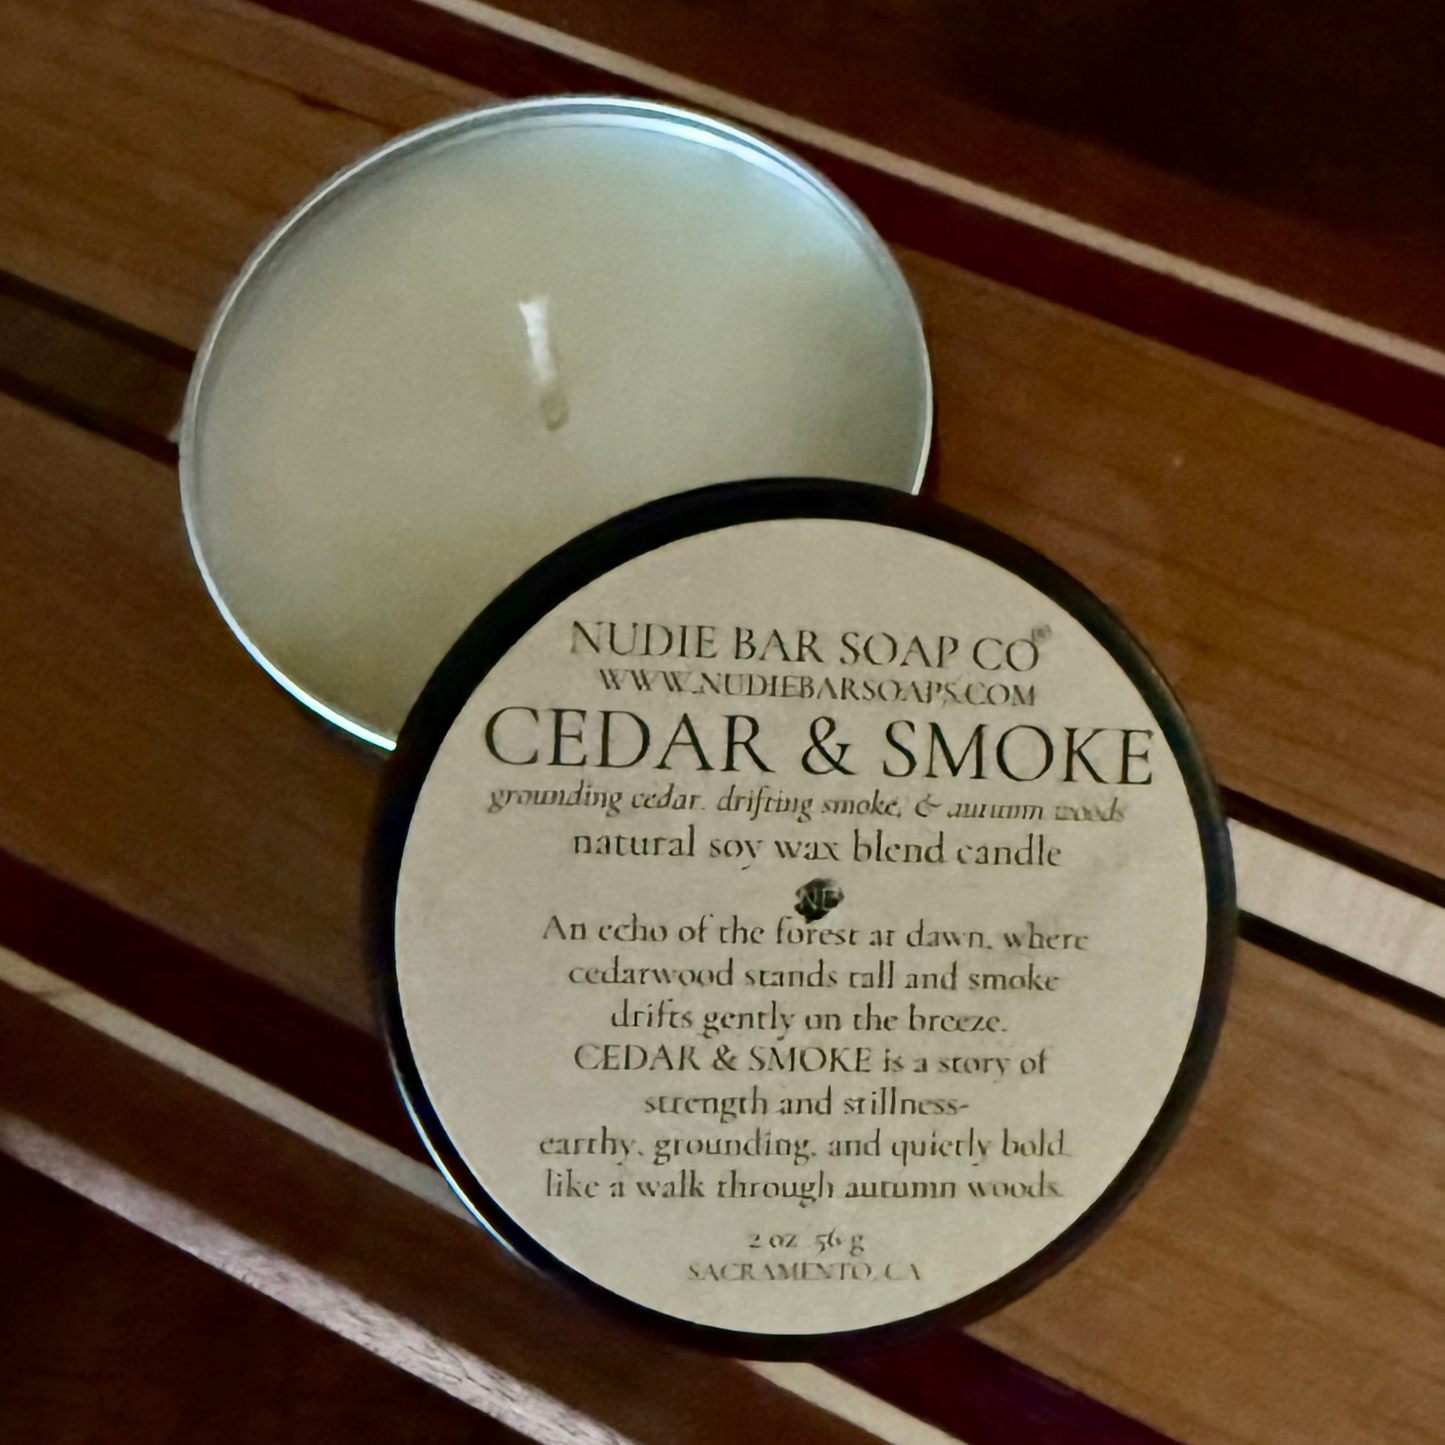 NUDIE BAR SOAP CO®
WWW.NUDIEBARSOAPS.COM
CEDAR & SMOKE
grounding cedar, drifting smoke, & autumn woods
natural soy wax blend candle
NB
An echo of the forest at dawn, where
cedarwood stands tall and smoke
drifts gently on the breeze.
CEDAR & SMOKE is a story of
strength and stillness-
earthy, grounding, and quietly bold
like a walk through autumn woods.
2 oz 56 g
SACRAMENTO, CA